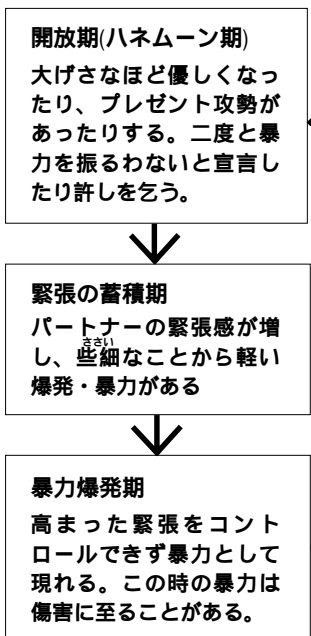 開放期(ハネムーン期)
大げさなほど優しくなっ
たり、プレゼント攻勢が
あったりする。二度と暴
力を振るわないと宣言し
たり許しを乞う。
緊張の蓄積期
パートナーの緊張感が増
し、些細なことから軽い
ささい
爆発・暴力がある
暴力爆発期
高まった緊張をコント
ロールできず暴力として
現れる。この時の暴力は
傷害に至ることがある。